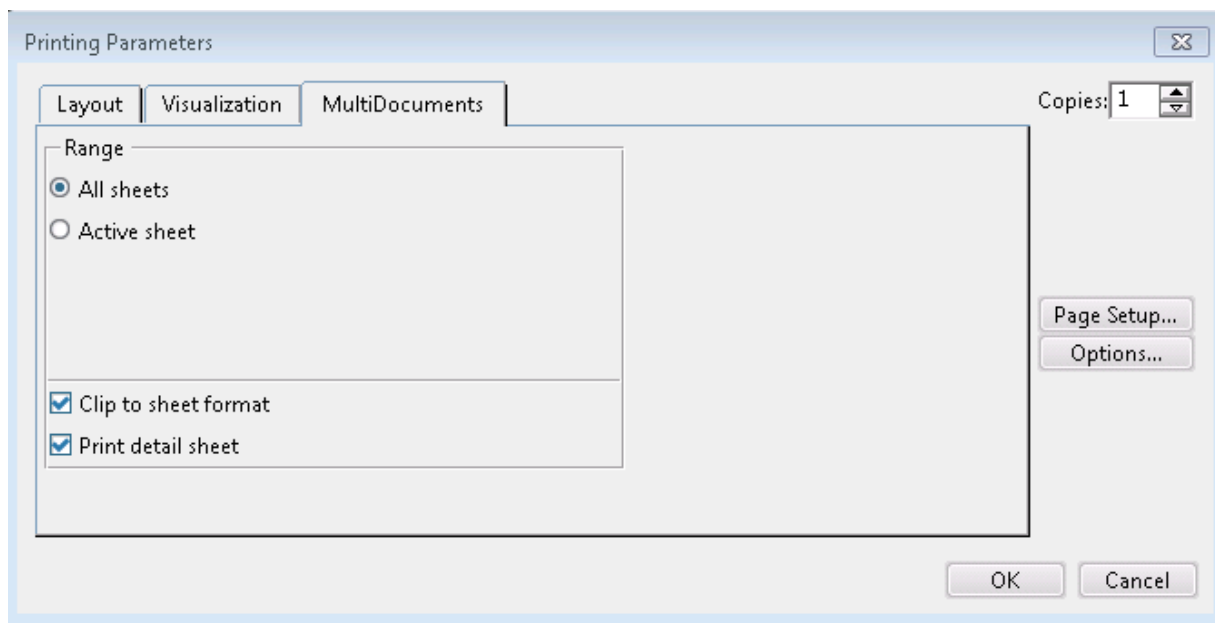 Printing Parameters
Layout Visualization MultiDocuments
Copies: 1
Range
All sheets
Active sheet
Page Setup...
Options...
Clip to sheet format
Print detail sheet
OK Cancel